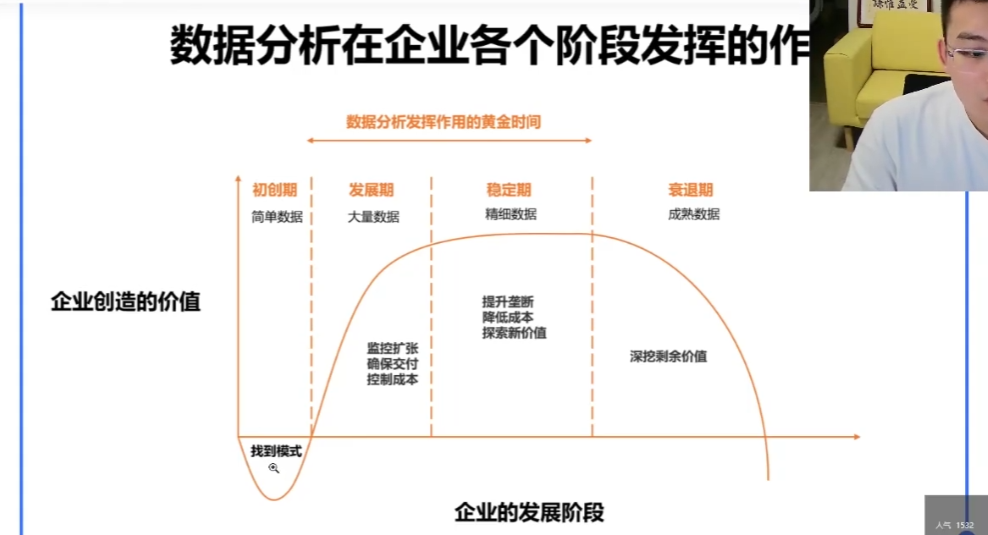 数据分析在企业各个阶段发挥的作
数据分析发挥作用的黄金时间
初创期
发展期
稳定期
衰退期
简单数据
大量数据
精细数据
成熟数据
企业创造的价值
提升垄断
降低成本
探索新价值
监控扩张
确保交付
控制成本
深挖剩余价值
找到模式
企业的发展阶段
人气 1532